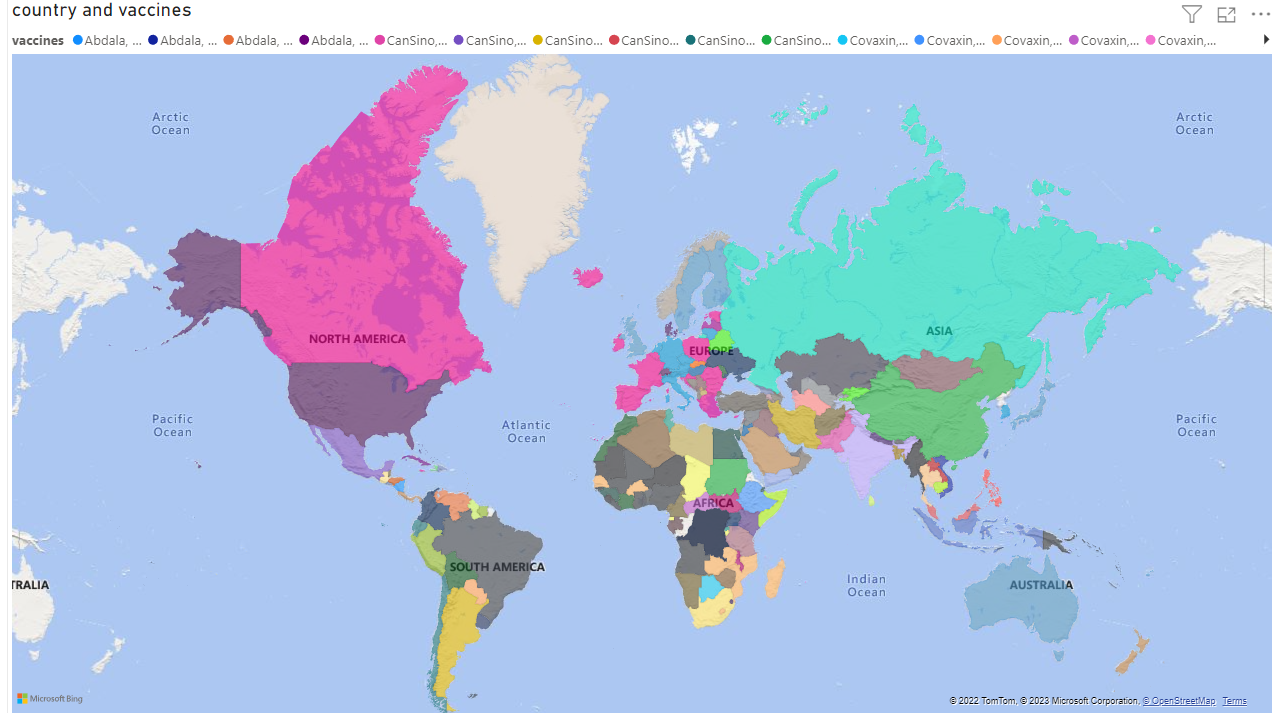 country and vaccines
vaccines Abdala, ... Abdala, ... Abdala, ... Abdala, ... CanSino,... CanSino,... CanSino... CanSino... CanSino... CanSino... Covaxin,... Covaxin,... Covaxin,... Covaxin,... Covaxin,...
Arctic
Ocean
Arctic
Ocean
NORTH AMERICA
EUROPE
ASIA
Pacific
Ocean
Atlantic
Ocean
Pacific
Ocean
AFRICA
SOUTH AMERICA
Indian
Ocean
TRALIA
AUSTRALIA
Microsoft Bing
© 2022 TomTom, © 2023 Microsoft Corporation, © OpenStreetMap Terms